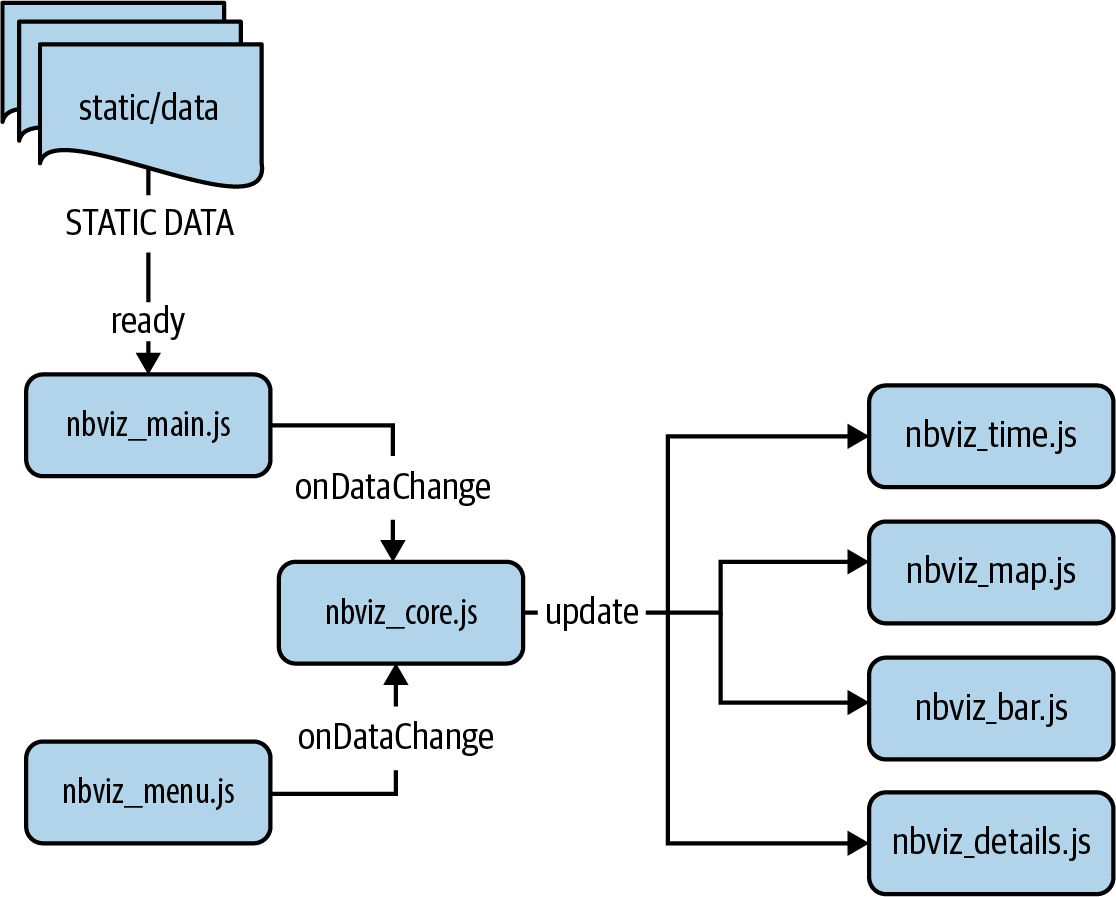 static/data
STATIC DATA
ready
nbviz_main.js
onDataChange
nbviz_core.js
update
onDataChange
nbviz_menu.js
nbviz_time.js
nbviz_map.js
nbviz_bar.js
nbviz_details.js